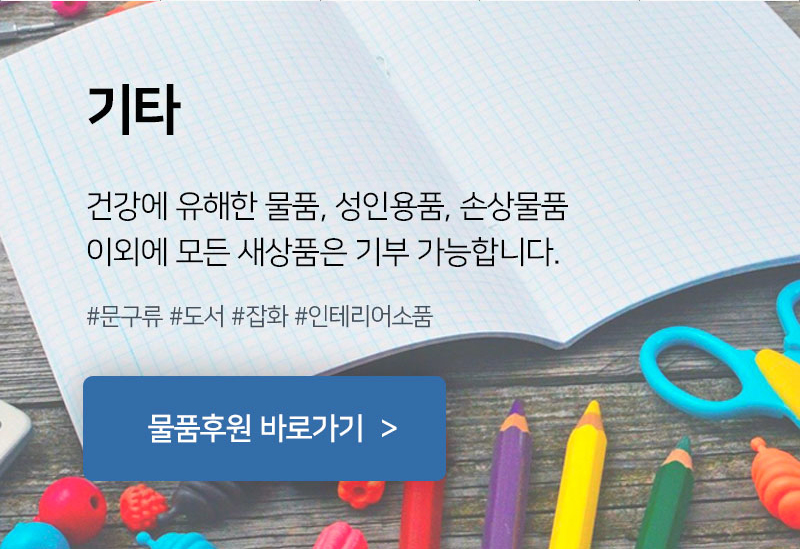 기타
건강에 유해한 물품, 성인용품, 손상물품
이외에 모든 새상품은 기부 가능합니다.
#문구류 #도서 #잡화 #인테리어소품
물품후원 바로가기 >